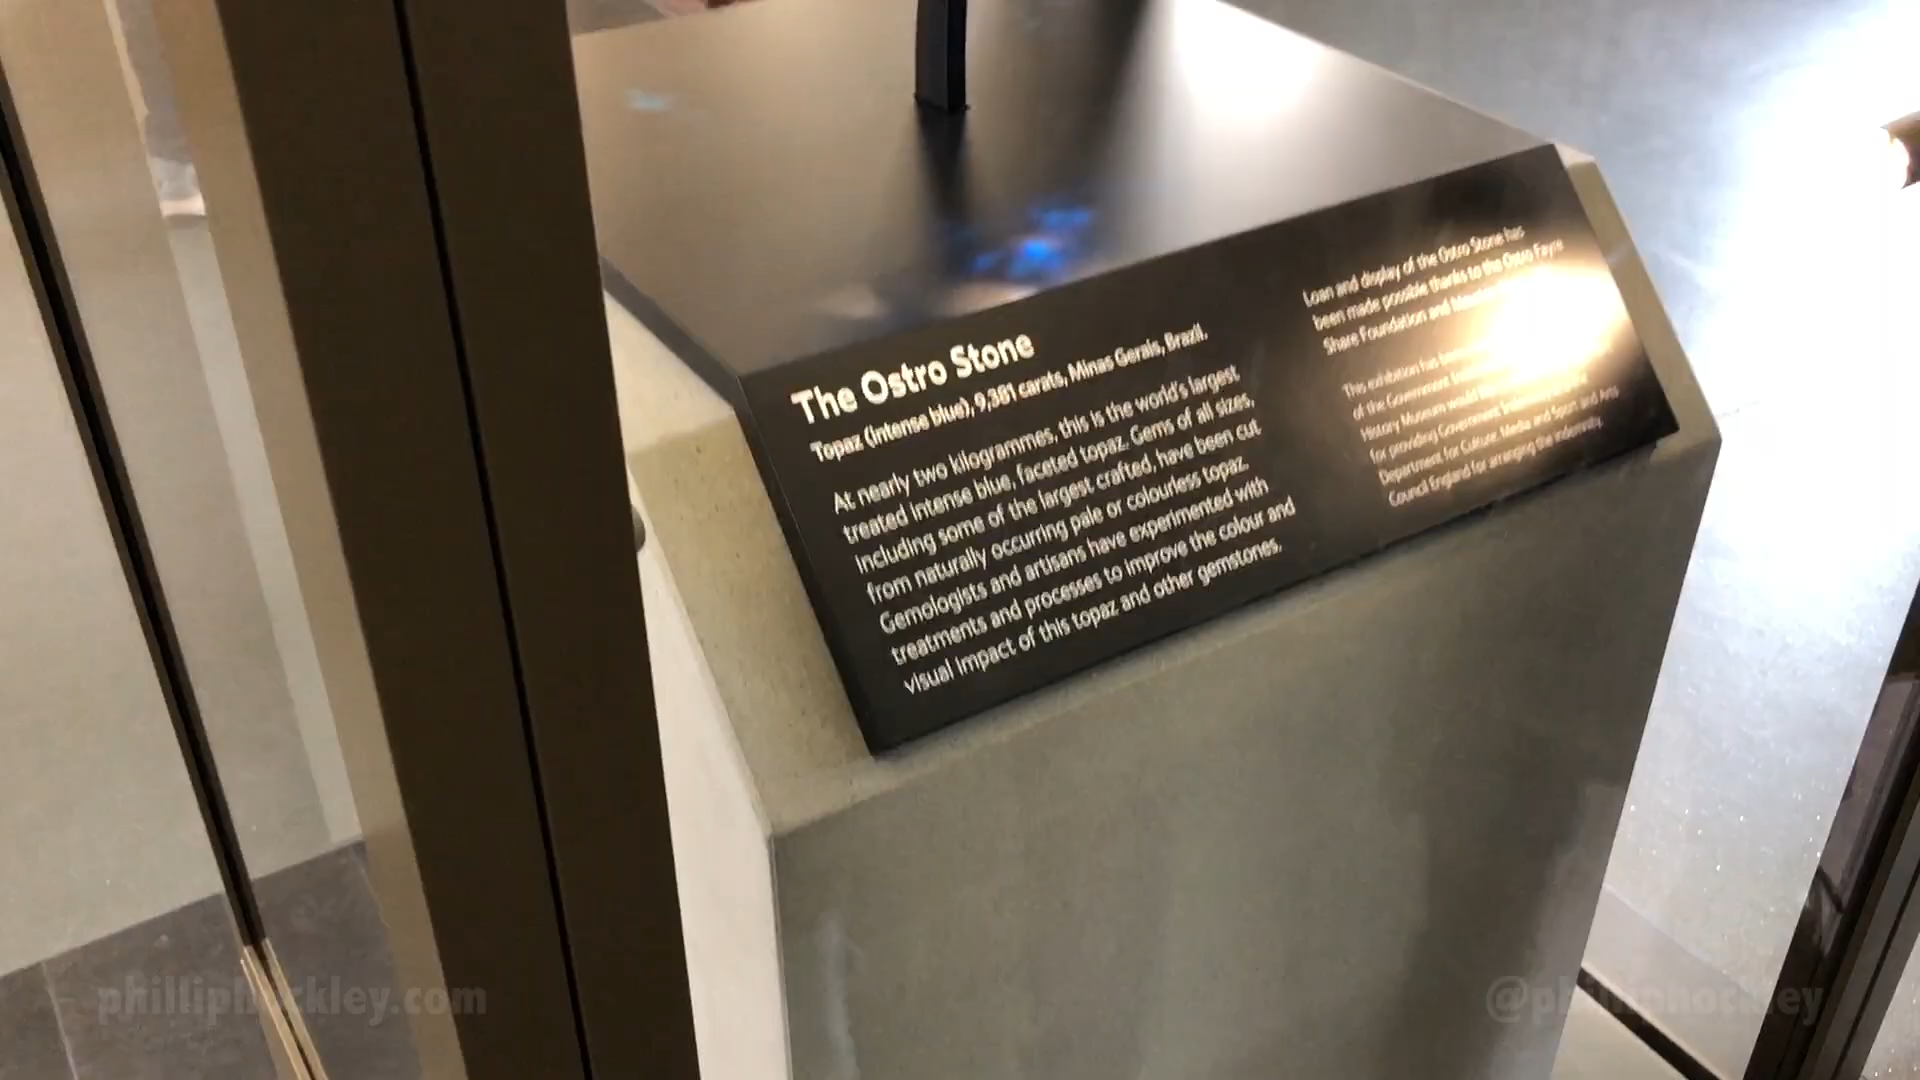 The Ostro Stone
Topaz (intense blue), 9,381 carats, Minas Gerais, Brazil.
At nearly two kilogrammes, this is the world's largest
treated intense blue, faceted topaz. Gems of all sizes,
including some of the largest crafted, have been cut
from naturally occurring pale or colourless topaz.
Gemologists and artisans have experimented with
treatments and processes to improve the colour and
visual impact of this topaz and other gemstones.
Loan and display of the Ostro Stone has
been made possible thanks to the Ostro Fayre
Share Foundation and
This exhibition has been
of the Government
History Museum would
for providing Government
Department for Culture, Media and Sport and Arts
Council England for arranging the indemnity.
philliphockley.com
@philliphockley